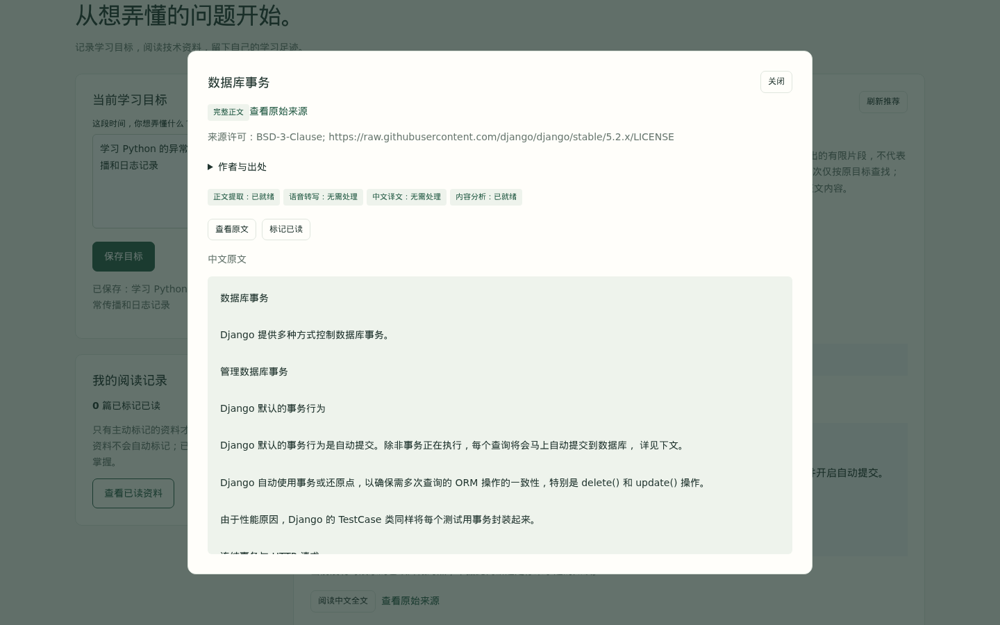 从想弄懂的问题开始。
记录学习目标，阅读技术资料，留下自己的学习足迹。
当前学习目标
这段时间，你想弄懂什么？
学习 Python 的异常
播和日志记录
保存目标
已保存：学习 Python
常传播和日志记录
我的阅读记录
0 篇已标记已读
只有主动标记的资料才
资料不会自动标记；已
掌握。
查看已读资料
数据库事务
关闭
完整正文 查看原始来源
来源许可：BSD-3-Clause; https://raw.githubusercontent.com/django/django/stable/5.2.x/LICENSE
▶ 作者与出处
正文提取：已就绪 语音转写：无需处理 中文译文：无需处理 内容分析：已就绪
查看原文 标记已读
中文原文
数据库事务
Django 提供多种方式控制数据库事务。
管理数据库事务
Django 默认的事务行为
Django 默认的事务行为是自动提交。除非事务正在执行，每个查询将会马上自动提交到数据库， 详见下文。
Django 自动使用事务或还原点，以确保需多次查询的 ORM 操作的一致性，特别是 delete() 和 update() 操作。
由于性能原因，Django 的 TestCase 类同样将每个测试用事务封装起来。
刷新推荐
出的有限片段，不代表
次仅按原目标查找；
文内容。
开启自动提交。
阅读中文全文 查看原始来源